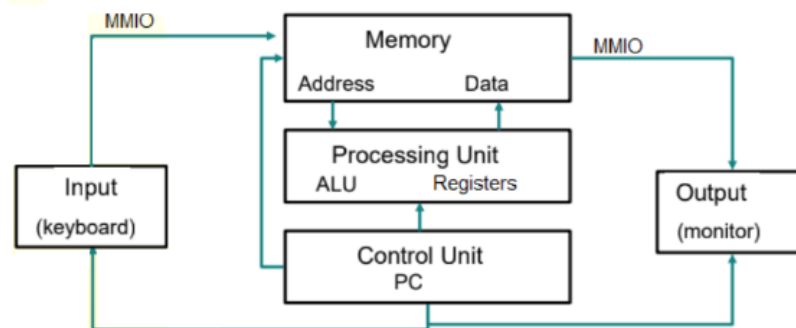 MMIO
Memory
MMIO
Address Data
Processing Unit
ALU Registers
Input
(keyboard)
Output
(monitor)
Control Unit
PC